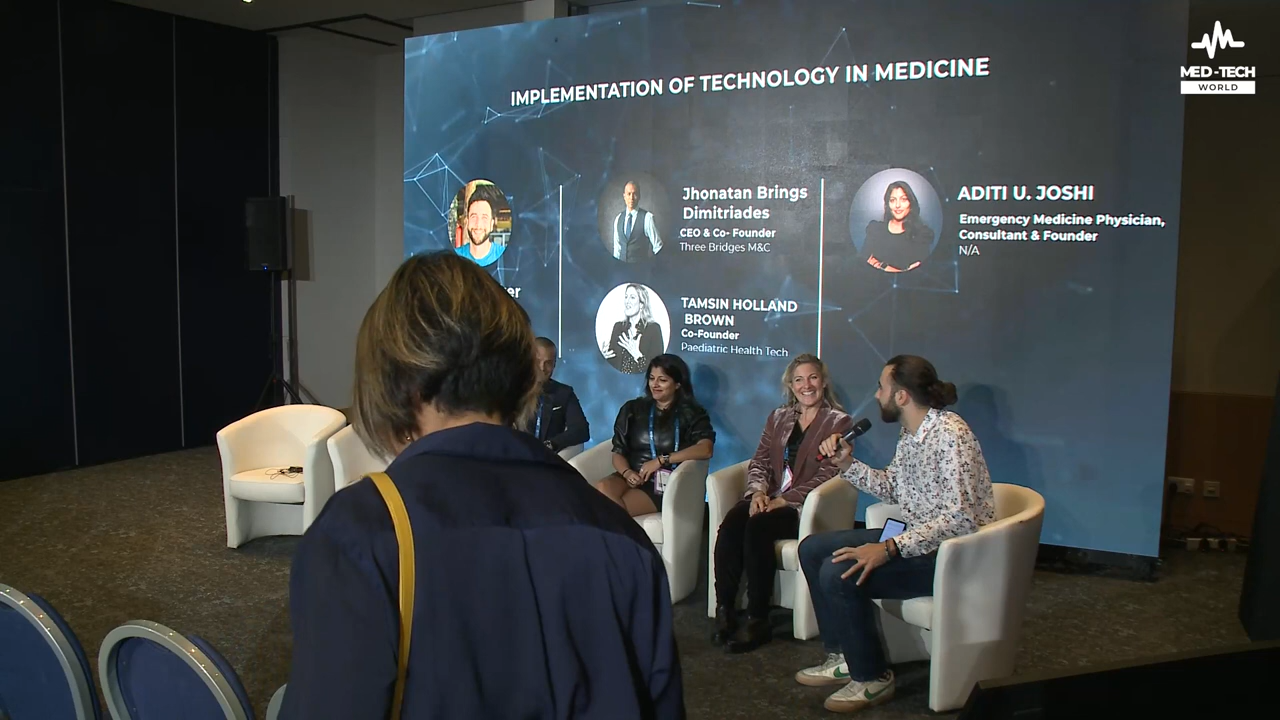 IMPLEMENTATION OF TECHNOLOGY IN MEDICINE
MED-TECH
WORLD
Jhonatan Brings
Dimitriades
CEO & Co- Founder
Three Bridges M&C
TAMSIN HOLLAND
BROWN
Co-Founder
Paediatric Health Tech
ADITI U. JOSHI
Emergency Medicine Physician,
Consultant & Founder
N/A